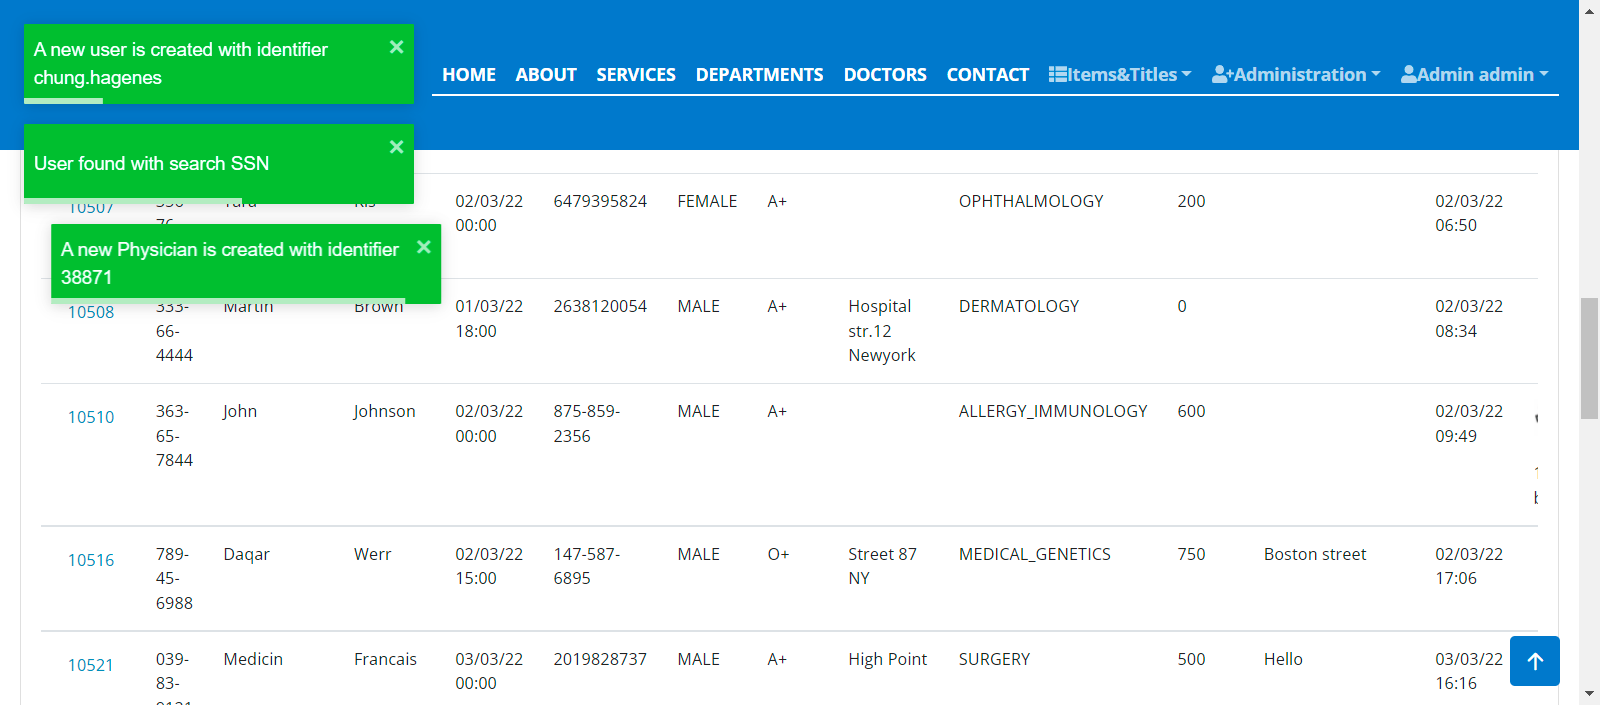 A new user is created with identifier
chung.hagenes
HOME ABOUT SERVICES DEPARTMENTS DOCTORS CONTACT Items&Titles +Administration Admin admin
User found with search SSN
10507 02/03/22 6479395824 FEMALE A+ OPHTHALMOLOGY 200 02/03/22
00:00 06:50
A new Physician is created with identifier
38871
10508 333- Martin Brown 01/03/22 2638120054 MALE A+ Hospital DERMATOLOGY 0 02/03/22
66- 18:00 str.12 08:34
4444 Newyork
10510 363- John Johnson 02/03/22 875-859- MALE A+ ALLERGY_IMMUNOLOGY 600 02/03/22
65- 00:00 2356 09:49
7844
10516 789- Daqar Werr 02/03/22 147-587- MALE O+ Street 87 MEDICAL_GENETICS 750 Boston street 02/03/22
45- 15:00 6895 NY 17:06
6988
10521 039- Medicin Francais 03/03/22 2019828737 MALE A+ High Point SURGERY 500 Hello 03/03/22
83- 00:00 16:16